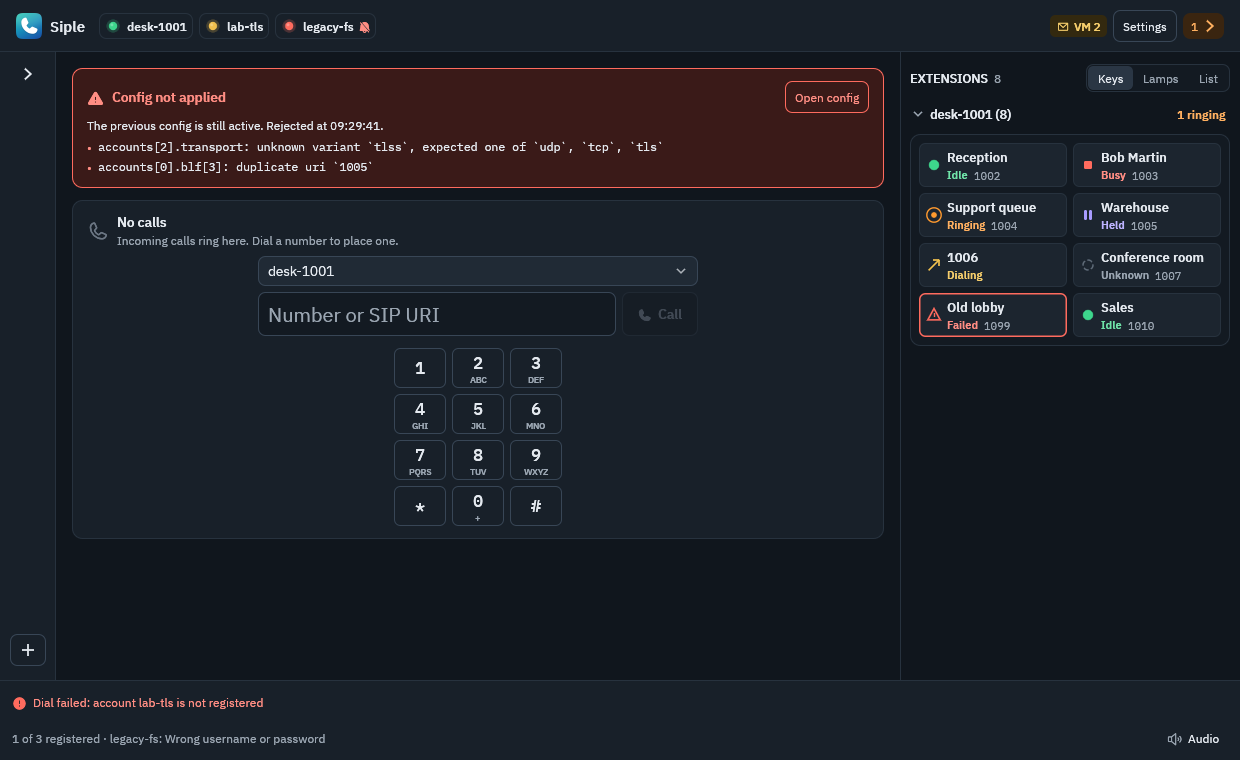 Siple
desk-1001
lab-tls
legacy-fs
VM 2
Settings
1
Config not applied
Open config
The previous config is still active. Rejected at 09:29:41.
• accounts[2].transport: unknown variant `tlss`, expected one of `udp`, `tcp`, `tls`
• accounts[0].blf[3]: duplicate uri `1005`
No calls
Incoming calls ring here. Dial a number to place one.
desk-1001
Number or SIP URI
Call
1
2
ABC
3
DEF
4
GHI
5
JKL
6
MNO
7
PQRS
8
TUV
9
WXYZ
*
0
+
#
EXTENSIONS 8
Keys
Lamps
List
desk-1001 (8)
1 ringing
Reception
Idle 1002
Bob Martin
Busy 1003
Support queue
Ringing 1004
Warehouse
Held 1005
1006
Dialing
Conference room
Unknown 1007
Old lobby
Failed 1099
Sales
Idle 1010
+
Dial failed: account lab-tls is not registered
1 of 3 registered · legacy-fs: Wrong username or password
Audio